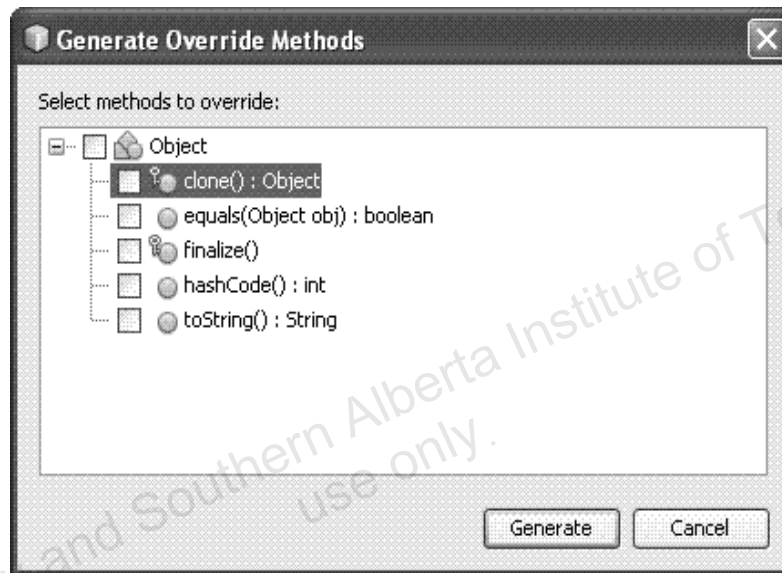 Generate Override Methods
Select methods to override:
Object
clone() : Object
equals(Object obj) : boolean
finalize()
hashCode() : int
toString() : String
and Southern Alberta Institute of T
use only.
Generate Cancel